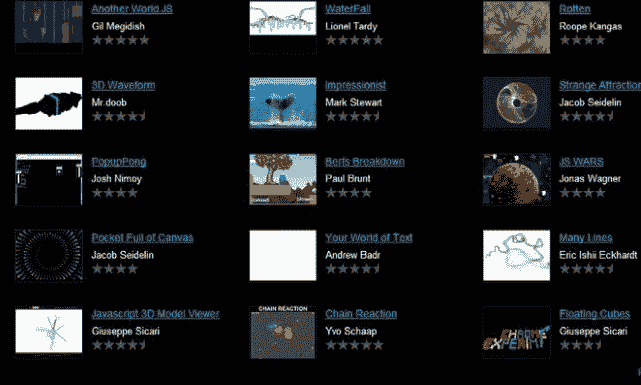 Another World JS
Gil Megidish
WaterFall
Lionel Tardy
Rotten
Roope Kangas
3D Waveform
Mr.doob
Impressionist
Mark Stewart
Strange Attractor
Jacob Seidelin
PopupPong
Josh Nimoy
Berts Breakdown
Paul Brunt
JS WARS
Jonas Wagner
Pocket Full of Canvas
Jacob Seidelin
Your World of Text
Andrew Badr
Many Lines
Eric Ishii Eckhardt
Javascript 3D Model Viewer
Giuseppe Sicari
CHAIN REACTION
Chain Reaction
Yvo Schaap
CHROME
EXPERIM
Floating Cubes
Giuseppe Sicari